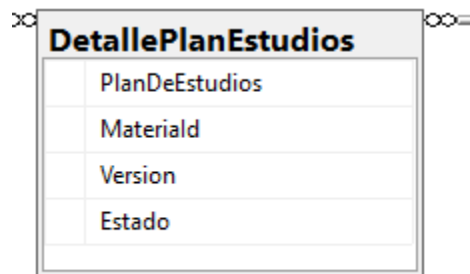 DetallePlanEstudios
PlanDeEstudios
MateriaId
Version
Estado